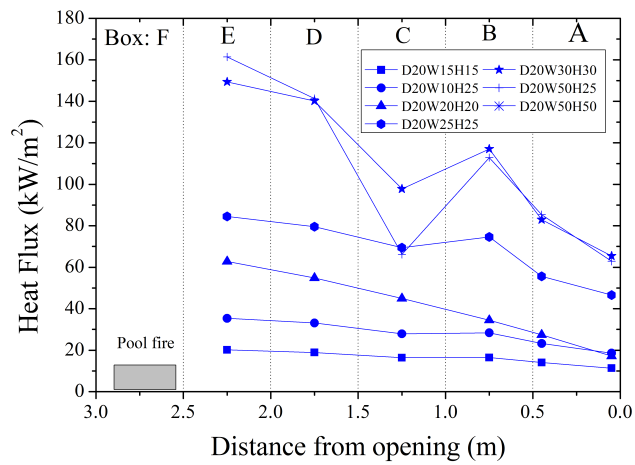 180
160
140
120
100
80
60
40
20
0
Heat Flux (kW/m²)
Box: F
E
D
C
B
A
D20W15H15
D20W30H30
D20W10H25
D20W50H25
D20W20H20
D20W50H50
D20W25H25
Pool fire
3.0 2.5 2.0 1.5 1.0 0.5 0.0
Distance from opening (m)